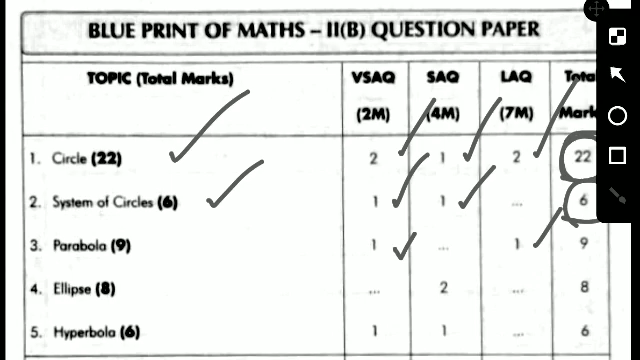 BLUE PRINT OF MATHS – II(B) QUESTION PAPER
TOPIC (Total Marks) VSAQ (2M) SAQ (4M) LAQ (7M) Total Mark
1. Circle (22) 2 1 2 22
2. System of Circles (6) 1 1 ... 6
3. Parabola (9) 1 ... 1 9
4. Ellipse (8) ... 2 ... 8
5. Hyperbola (6) 1 1 ... 6